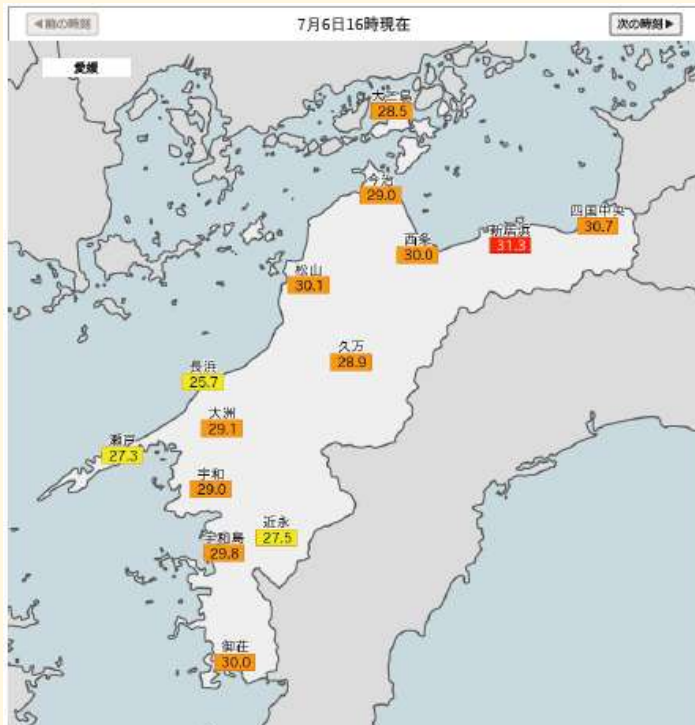 ◀前の時刻
7月6日16時現在
次の時刻▶
愛媛
大三島
28.5
今治
29.0
四国中央
30.7
新居浜
31.3
西条
30.0
松山
30.1
久万
28.9
長浜
25.7
大洲
29.1
瀬戸
27.3
宇和
29.0
近永
27.5
宇和島
29.8
御荘
30.0